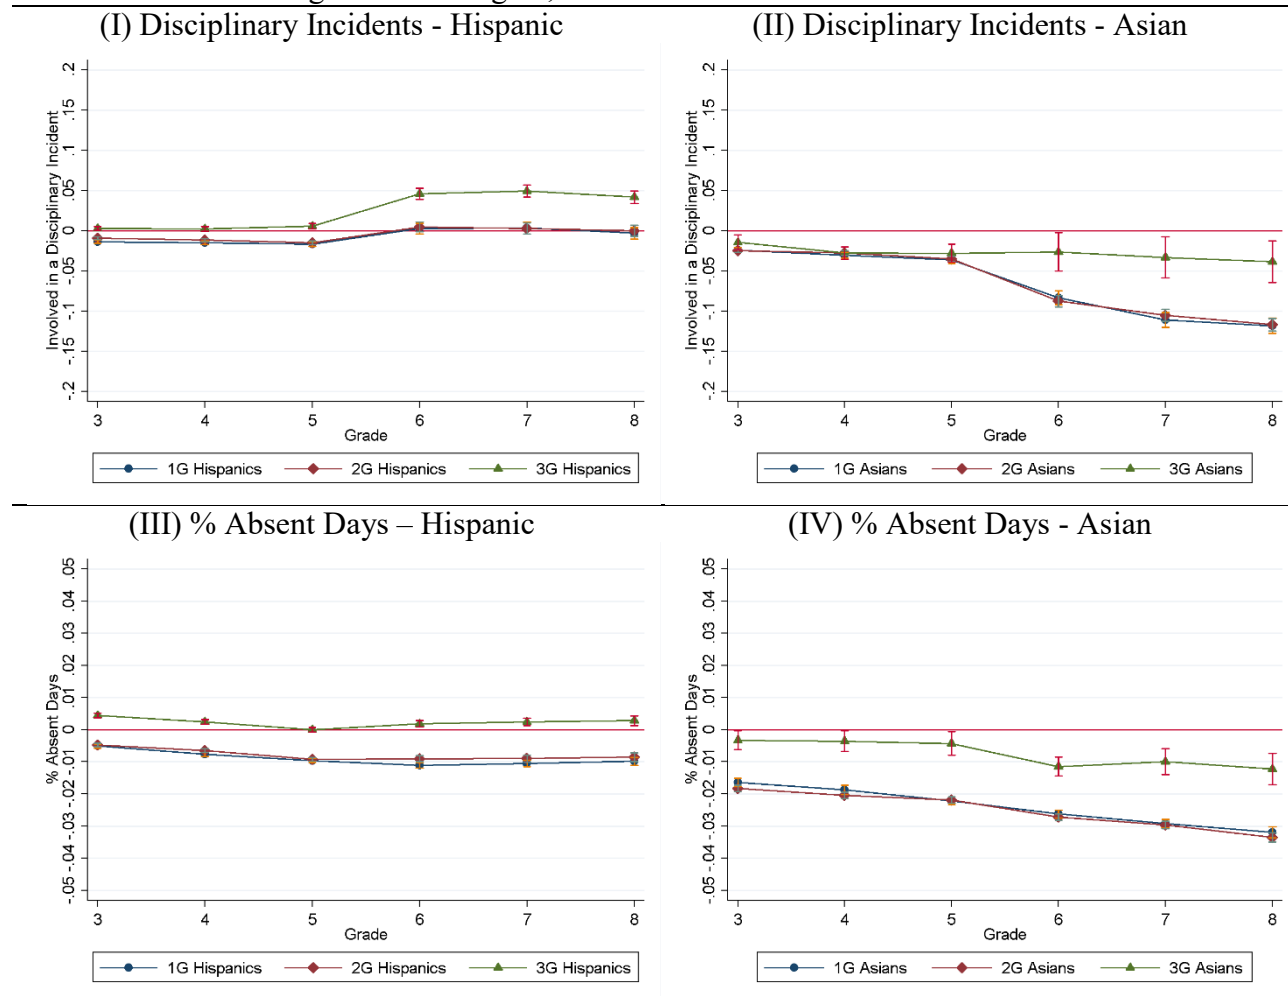 (I) Disciplinary Incidents - Hispanic
Involved in a Disciplinary Incident
.2
.15
.1
.05
0
-.05
-.1
-.15
-.2
3 4 5 6 7 8
Grade
1G Hispanics 2G Hispanics 3G Hispanics
(II) Disciplinary Incidents - Asian
Involved in a Disciplinary Incident
.2
.15
.1
.05
0
-.05
-.1
-.15
-.2
3 4 5 6 7 8
Grade
1G Asians 2G Asians 3G Asians
(III) % Absent Days – Hispanic
% Absent Days
.05
.04
.03
.02
.01
0
-.01
-.02
-.03
-.04
-.05
3 4 5 6 7 8
Grade
1G Hispanics 2G Hispanics 3G Hispanics
(IV) % Absent Days - Asian
% Absent Days
.05
.04
.03
.02
.01
0
-.01
-.02
-.03
-.04
-.05
3 4 5 6 7 8
Grade
1G Asians 2G Asians 3G Asians